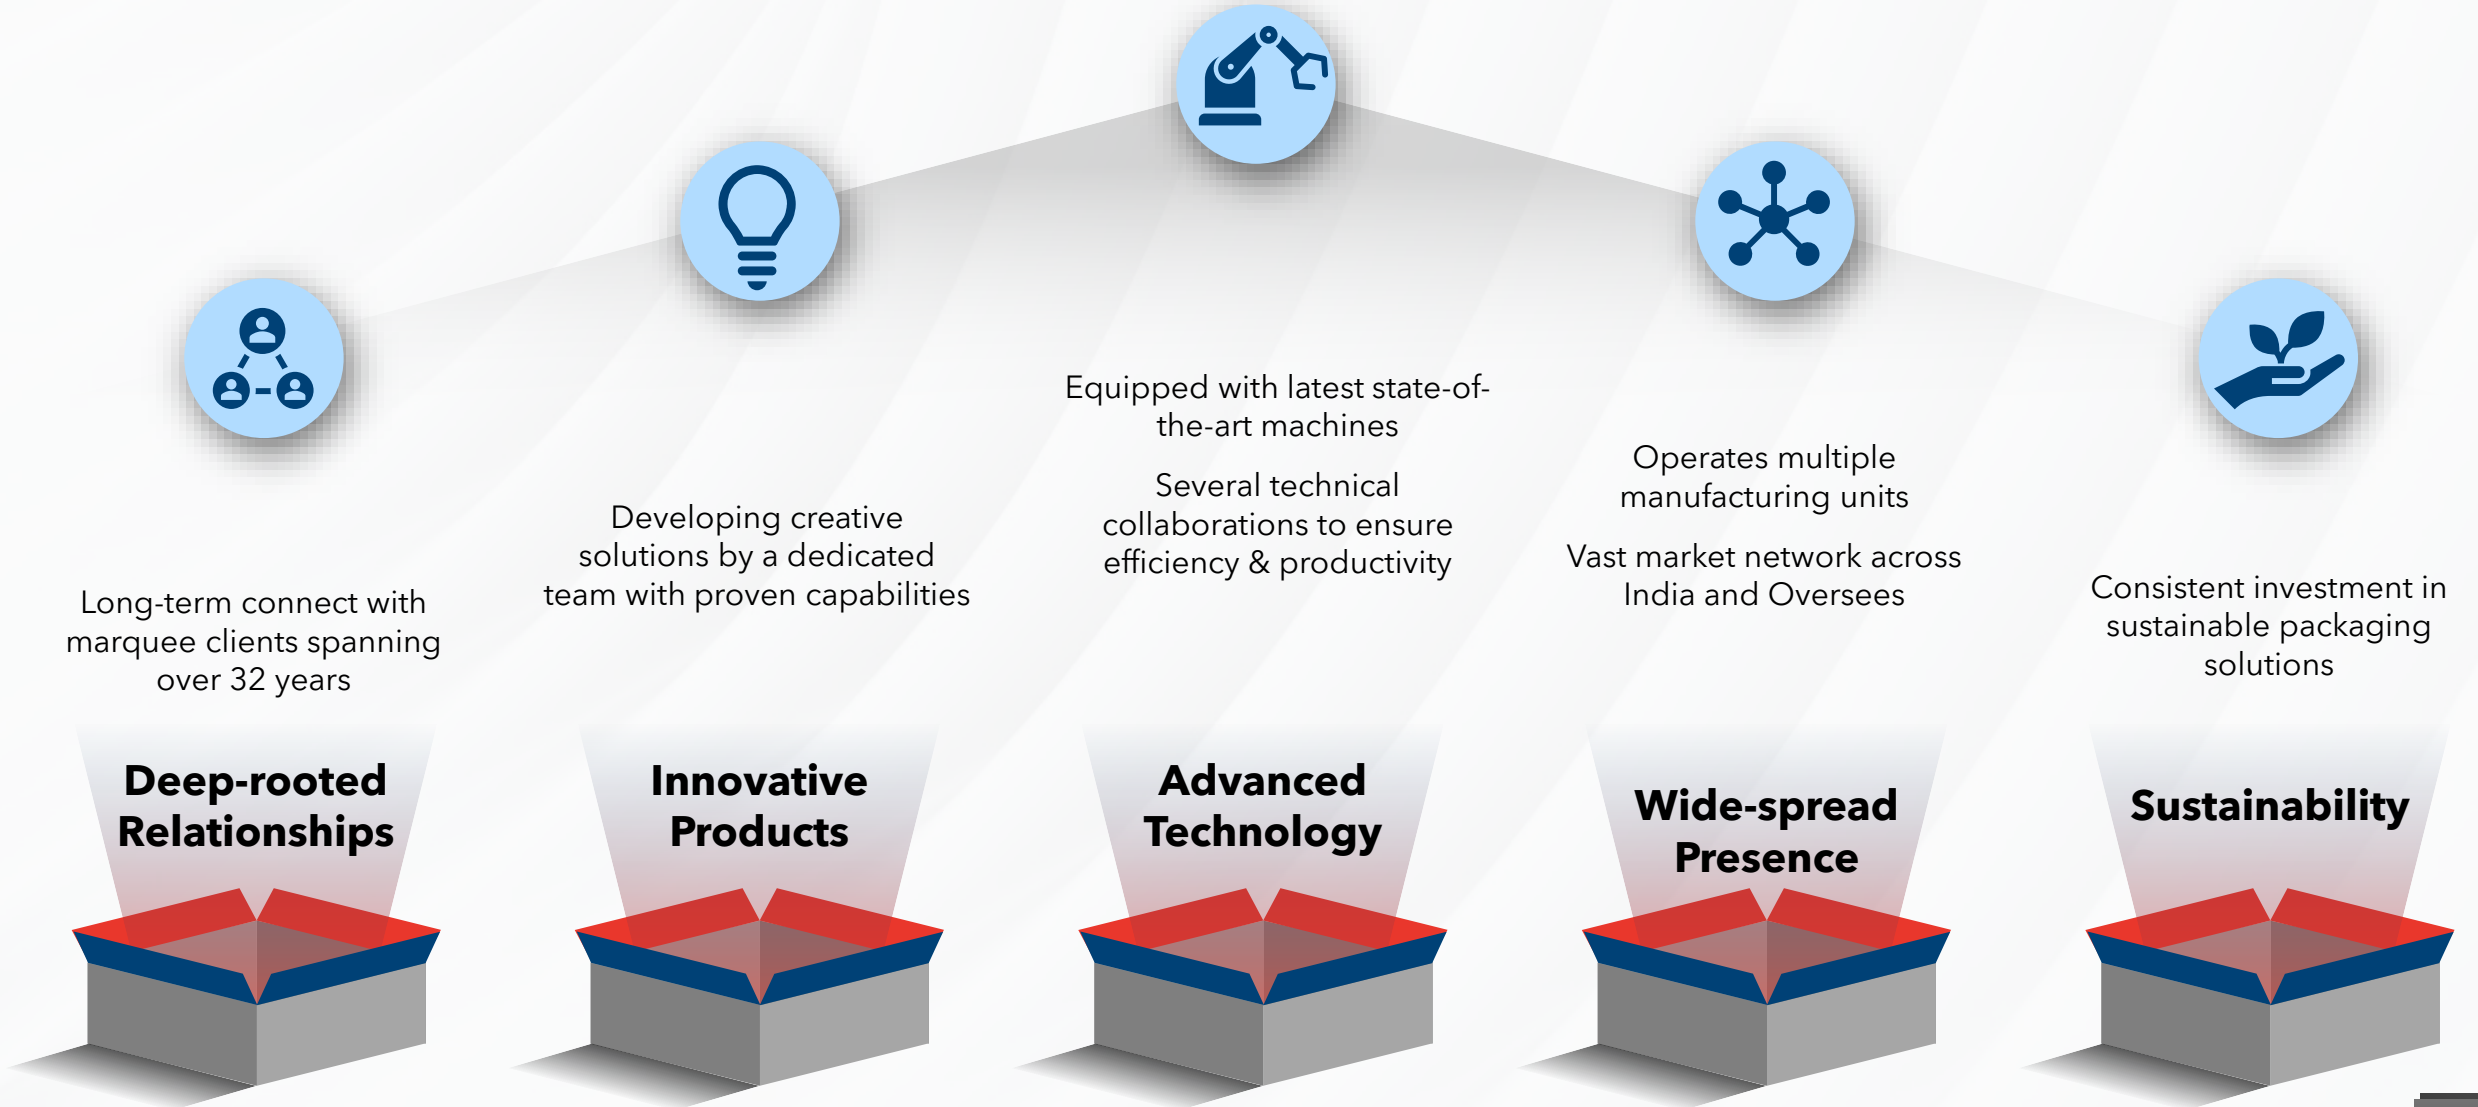 Long-term connect with
marquee clients spanning
over 32 years
Deep-rooted
Relationships
Developing creative
solutions by a dedicated
team with proven capabilities
Innovative
Products
Equipped with latest state-of-
the-art machines
Several technical
collaborations to ensure
efficiency & productivity
Advanced
Technology
Operates multiple
manufacturing units
Vast market network across
India and Oversees
Wide-spread
Presence
Consistent investment in
sustainable packaging
solutions
Sustainability